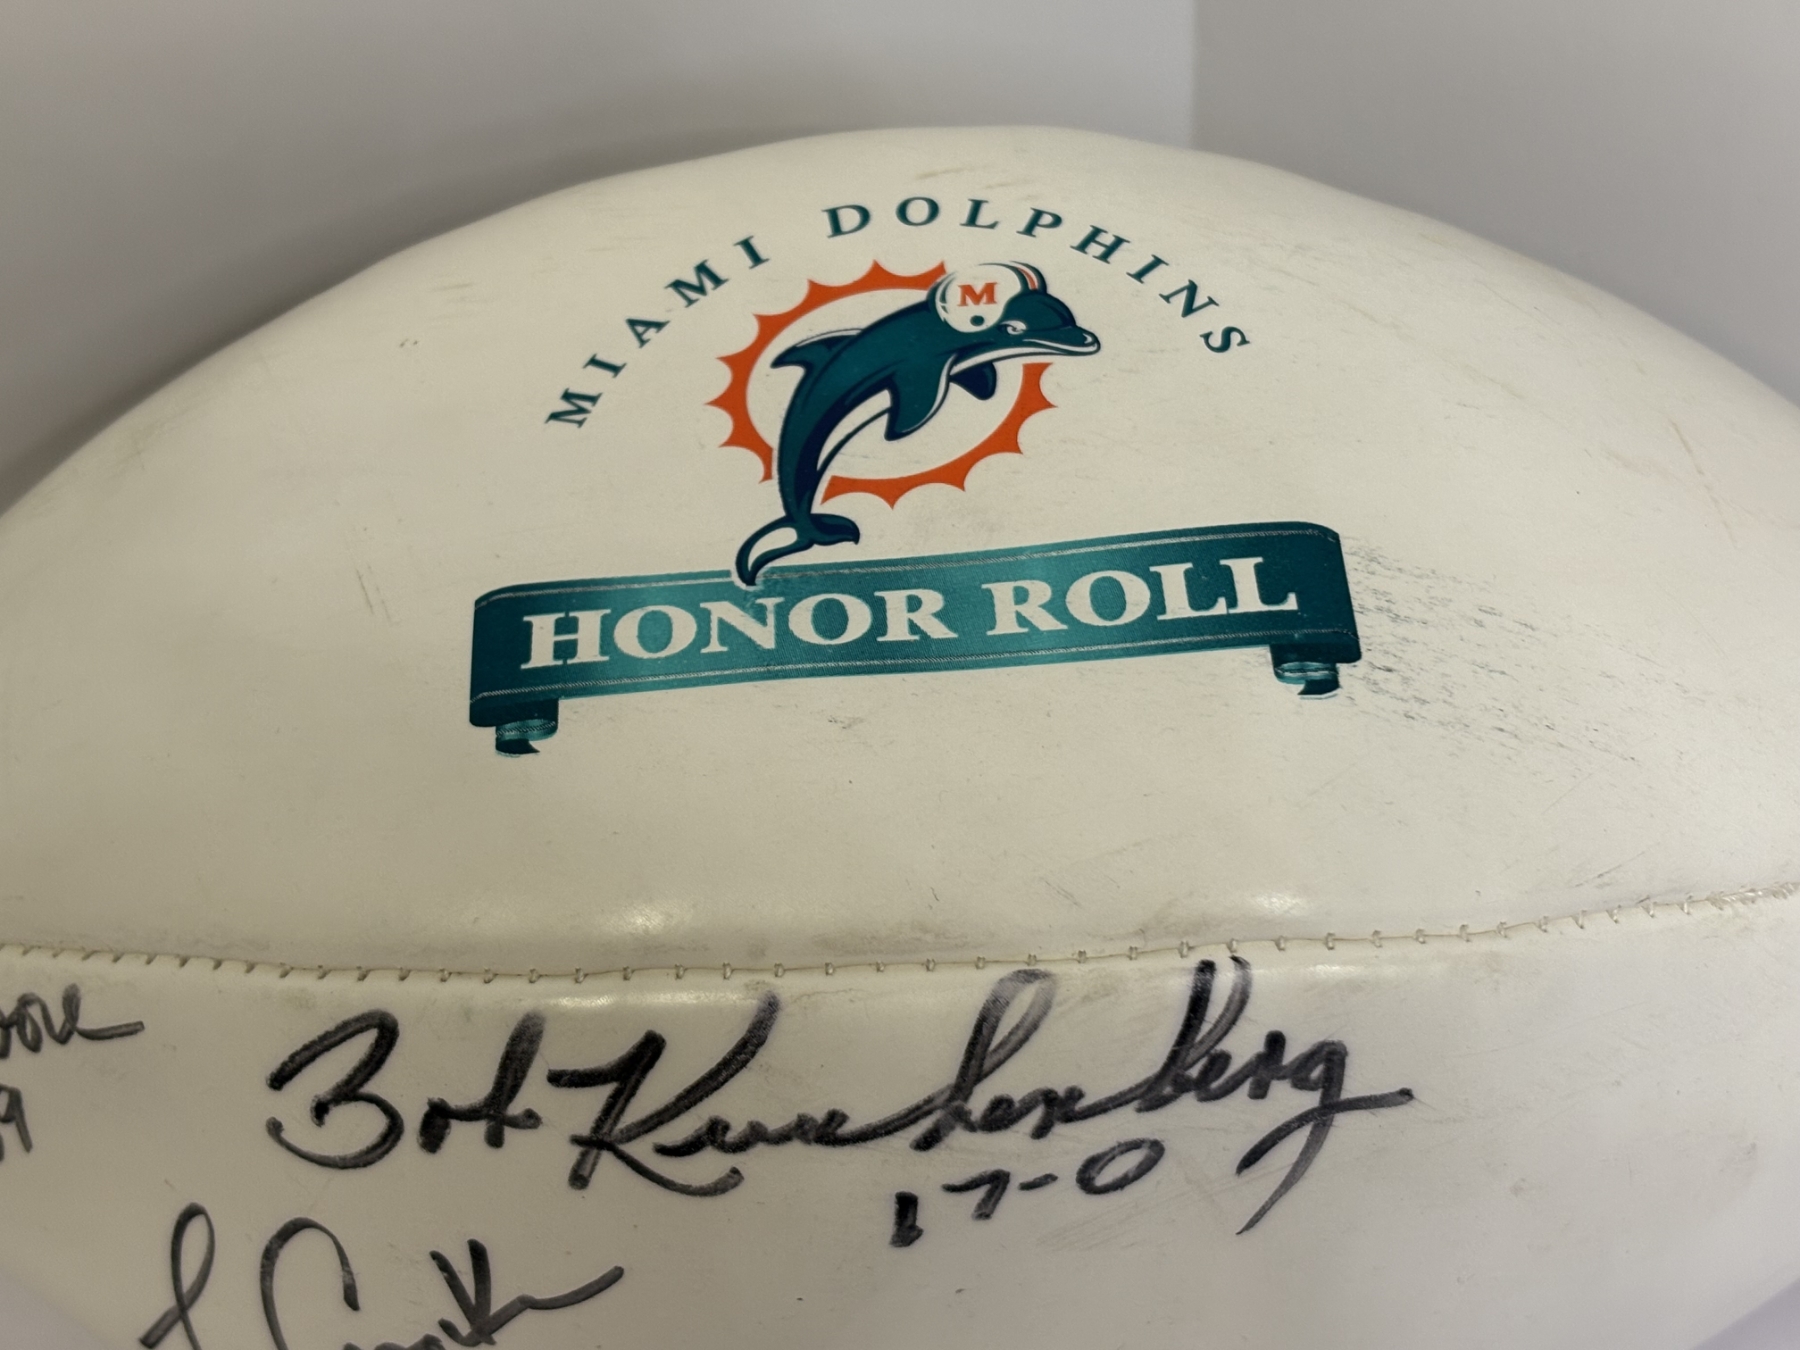 MIAMI DOLPHINS
M
HONOR ROLL
Bob Kuechenberg
17-0